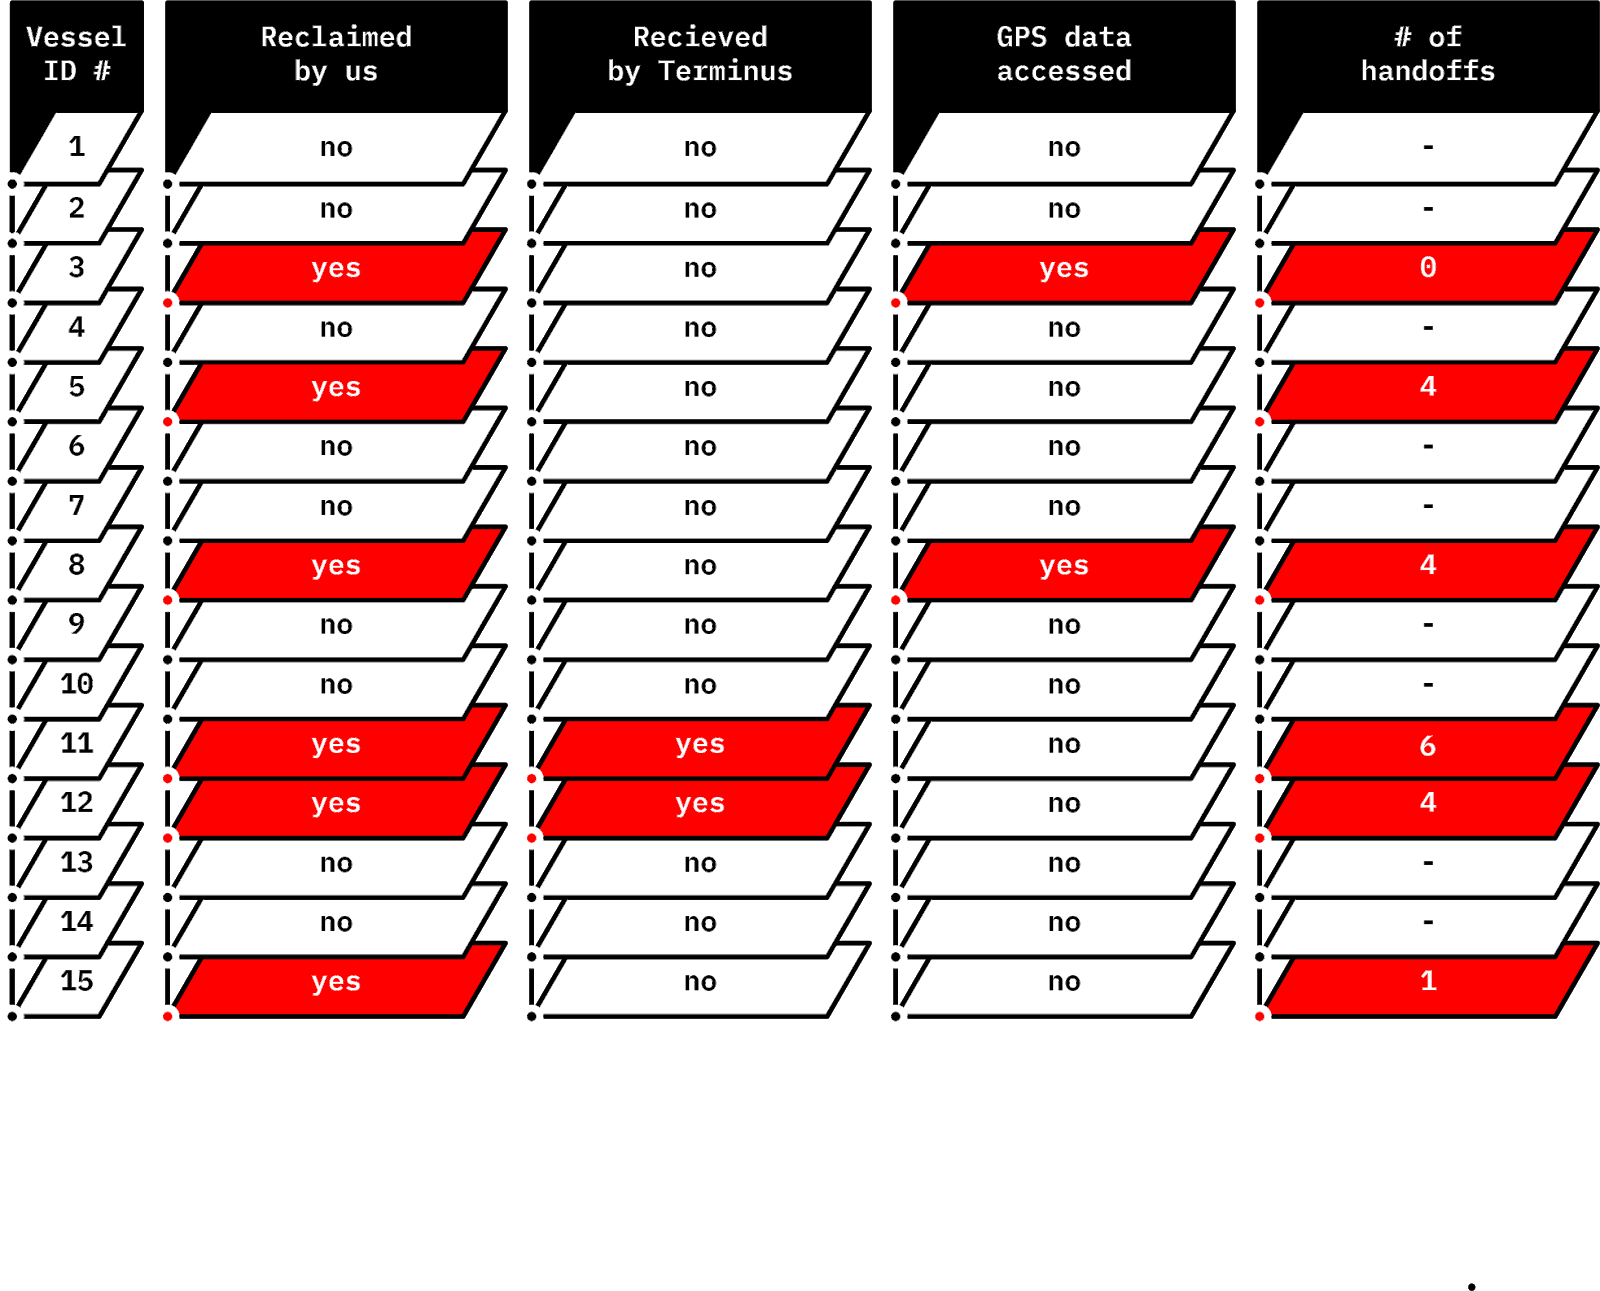 Vessel ID # Reclaimed by us Recieved by Terminus GPS data accessed # of handoffs
1 no no no -
2 no no no -
3 yes no yes 0
4 no no no -
5 yes no no 4
6 no no no -
7 no no no -
8 yes no yes 4
9 no no no -
10 no no no -
11 yes yes no 6
12 yes yes no 4
13 no no no -
14 no no no -
15 yes no no 1